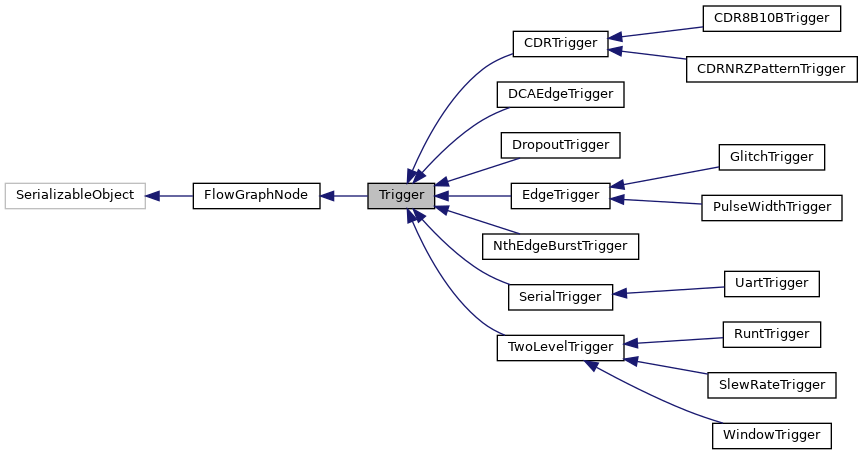 CDR8B10BTrigger
CDRTrigger
CDRNRZPatternTrigger
DCAEdgeTrigger
DropoutTrigger
GlitchTrigger
SerializableObject
FlowGraphNode
Trigger
EdgeTrigger
PulseWidthTrigger
NthEdgeBurstTrigger
UartTrigger
SerialTrigger
RuntTrigger
TwoLevelTrigger
SlewRateTrigger
WindowTrigger